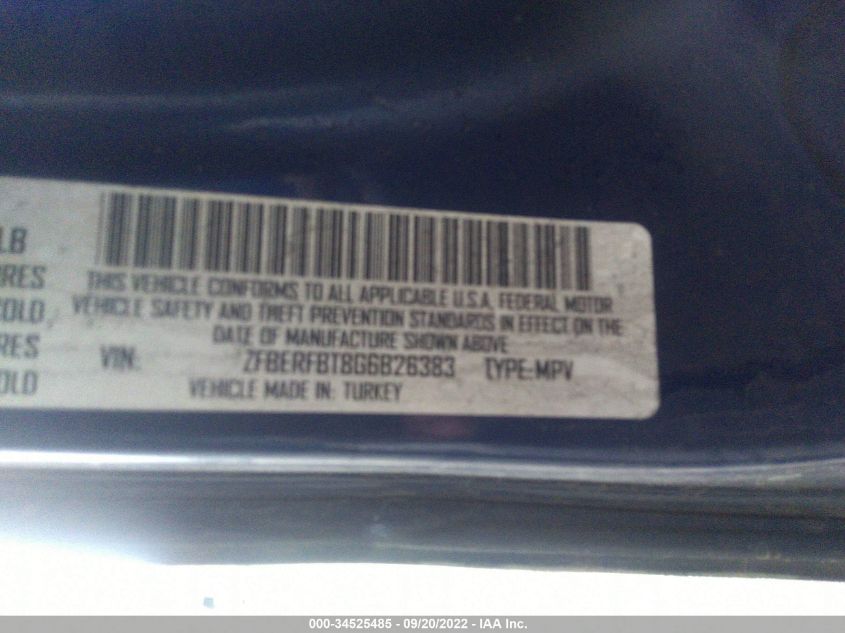 LB
RES
COLD
RES
OLD
THIS VEHICLE CONFORMS TO ALL APPLICABLE U.S.A. FEDERAL MOTOR
VEHICLE SAFETY AND THEFT PREVENTION STANDARDS IN EFFECT ON THE
DATE OF MANUFACTURE SHOWN ABOVE
VIN: ZFBERFBT8G6B26383 TYPE:MPV
VEHICLE MADE IN: TURKEY
000-34525485 - 09/20/2022 - IAA Inc.